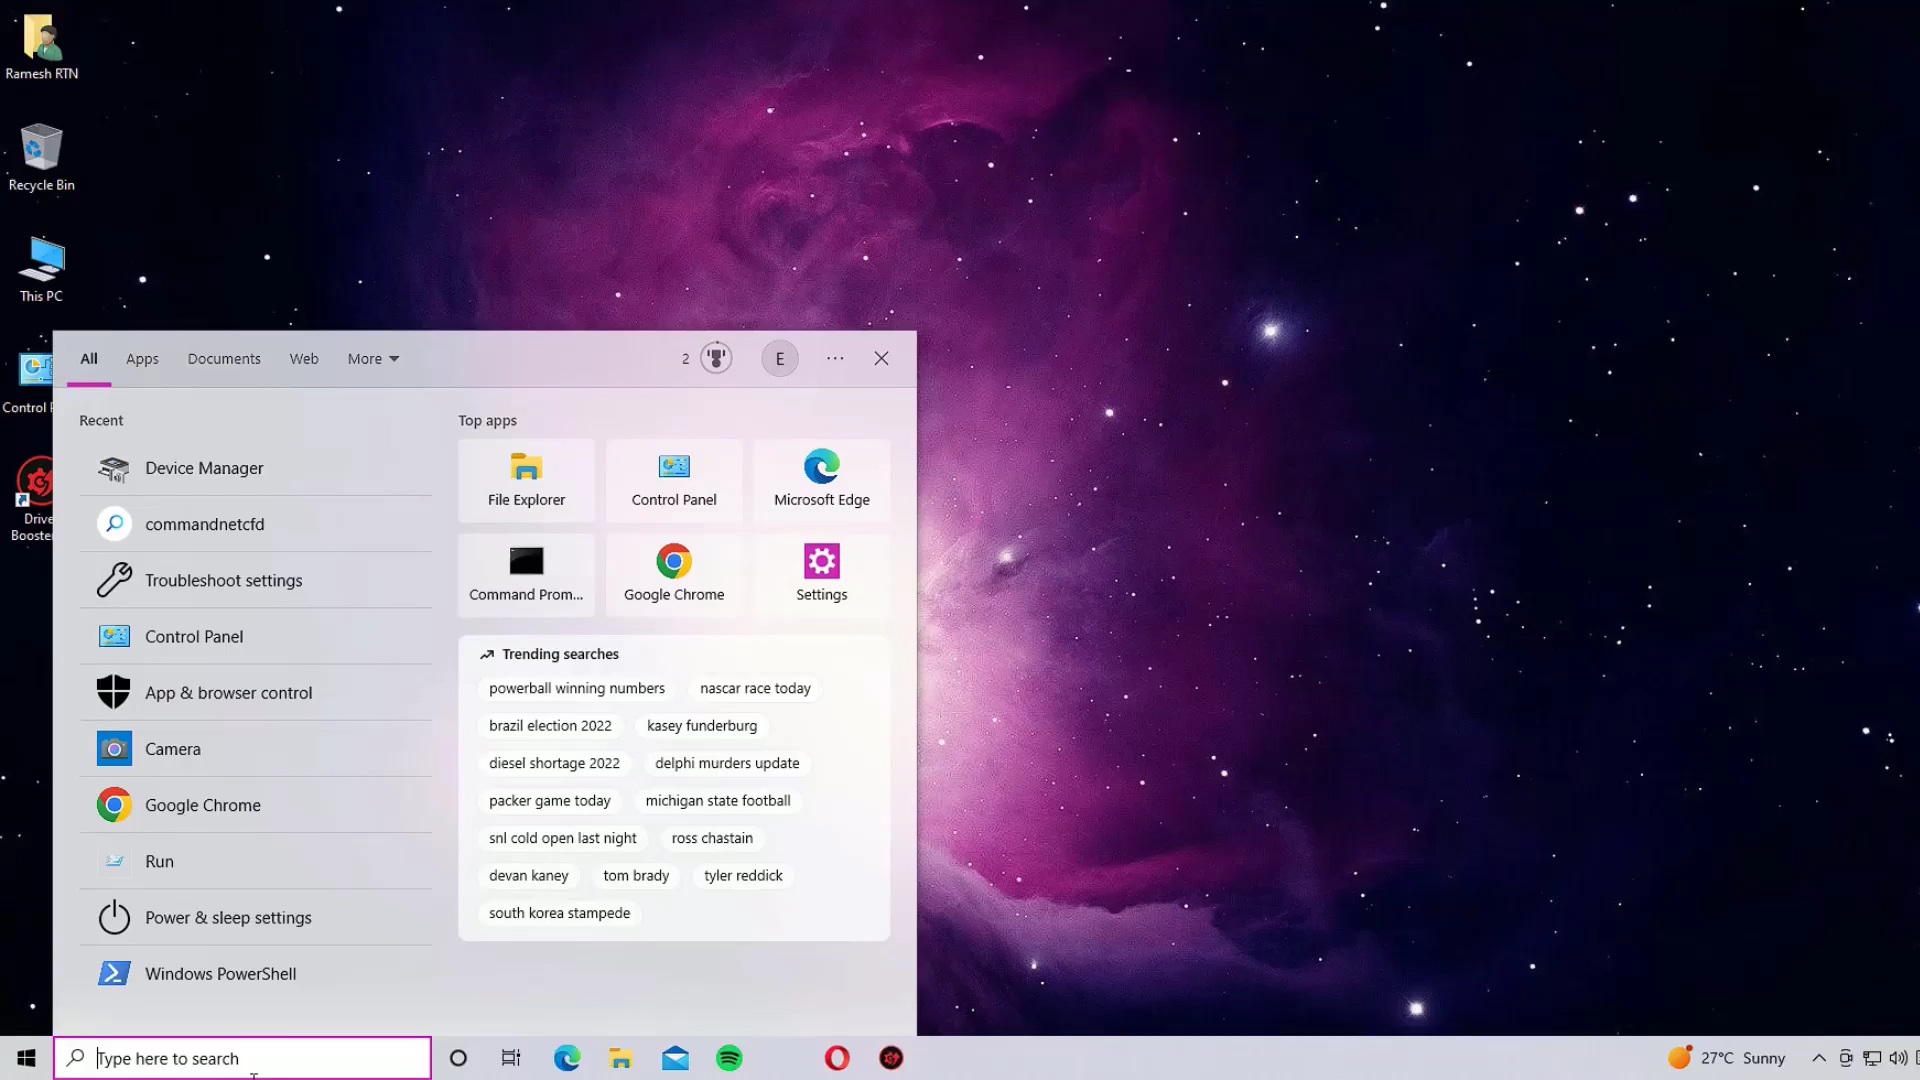 Ramesh RTN
Recycle Bin
This PC
Control
Drive
Booster
All Apps Documents Web More 2 E
Recent
Device Manager
commandnetcfd
Troubleshoot settings
Control Panel
App & browser control
Camera
Google Chrome
Run
Power & sleep settings
Windows PowerShell
Top apps
File Explorer Control Panel Microsoft Edge
Command Prom... Google Chrome Settings
Trending searches
powerball winning numbers nascar race today
brazil election 2022 kasey funderburg
diesel shortage 2022 delphi murders update
packer game today michigan state football
snl cold open last night ross chastain
devan kaney tom brady tyler reddick
south korea stampede
Type here to search
27°C Sunny